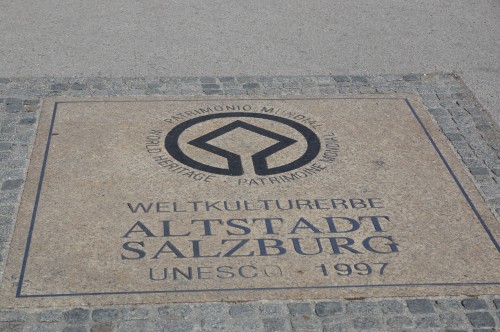 PATRIMONIO MUNDIAL
WORLD HERITAGE • PATRIMOINE MONDIAL
WELTKULTURERBE
ALTSTADT
SALZBURG
UNESCO 1997